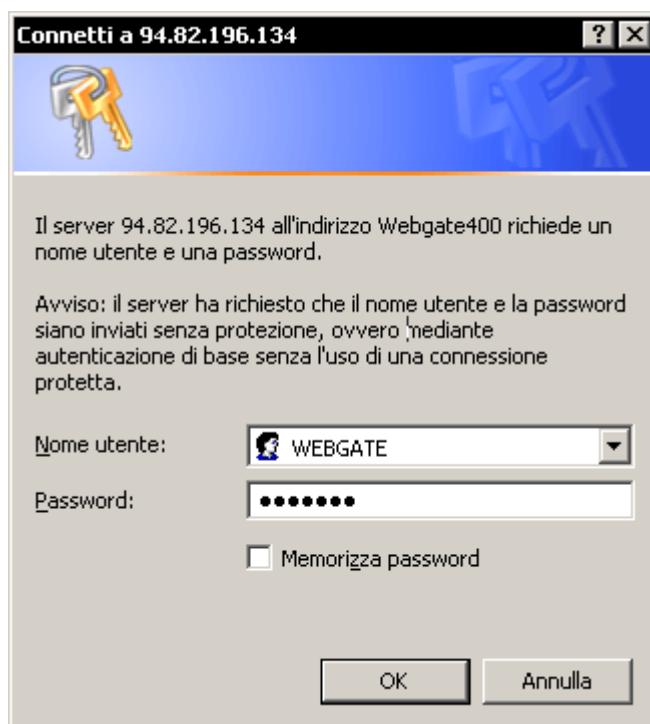 Connetti a 94.82.196.134
Il server 94.82.196.134 all'indirizzo Webgate400 richiede un
nome utente e una password.
Avviso: il server ha richiesto che il nome utente e la password
siano inviati senza protezione, ovvero mediante
autenticazione di base senza l'uso di una connessione
protetta.
Nome utente: WEBGATE
Password: ●●●●●●●
Memorizza password
OK Annulla